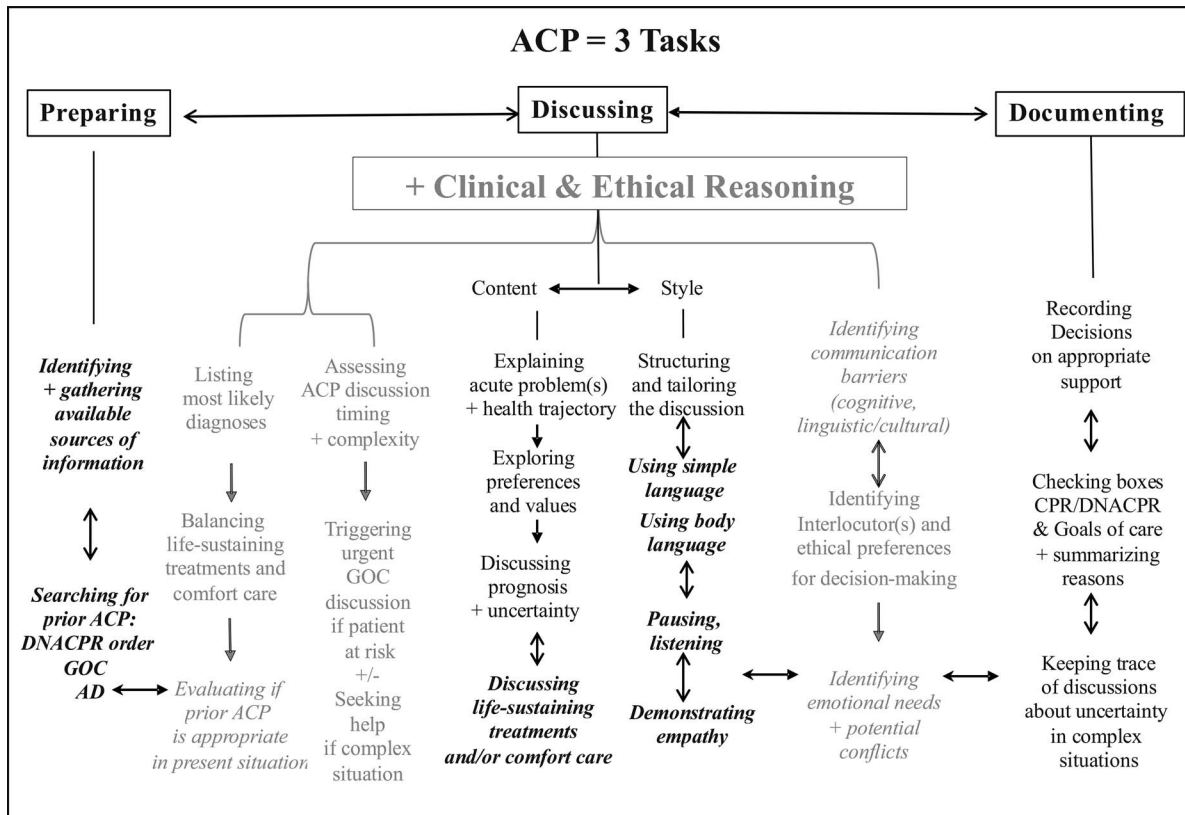 ACP = 3 Tasks
Preparing
Discussing
Documenting
+ Clinical & Ethical Reasoning
Identifying
+ gathering
available
sources of
information
Searching for
prior ACP:
DNACPR order
GOC
AD
Listing
most likely
diagnoses
Balancing
life-sustaining
treatments and
comfort care
Evaluating if
prior ACP
is appropriate
in present situation
Assessing
ACP discussion
timing
+ complexity
Triggering
urgent
GOC
discussion
if patient
at risk
+/-
Seeking
help
if complex
situation
Content
Explaining
acute problem(s)
+ health trajectory
Exploring
preferences
and values
Discussing
prognosis
+ uncertainty
Discussing
life-sustaining
treatments
and/or comfort care
Style
Structuring
and tailoring
the discussion
Using simple
language
Using body
language
Pausing,
listening
Demonstrating
empathy
Identifying
communication
barriers
(cognitive,
linguistic/cultural)
Identifying
Interlocutor(s) and
ethical preferences
for decision-making
Identifying
emotional needs
+ potential
conflicts
Recording
Decisions
on appropriate
support
Checking boxes
CPR/DNACPR
& Goals of care
+ summarizing
reasons
Keeping trace
of discussions
about uncertainty
in complex
situations